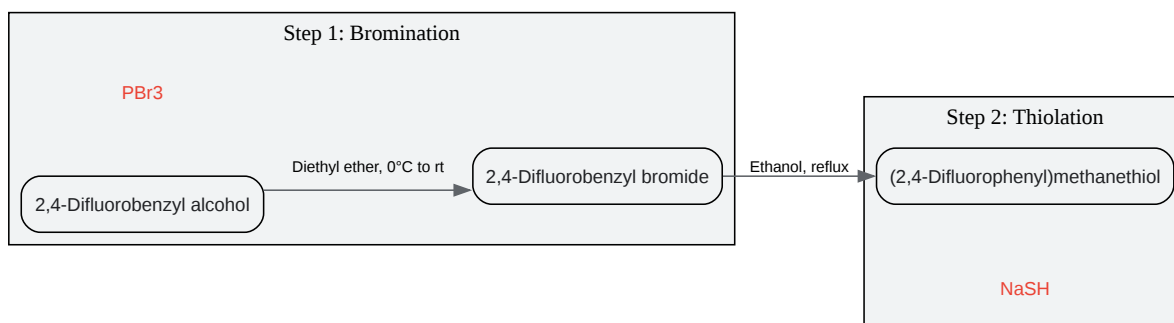 Step 1: Bromination
PBr3
Diethyl ether, 0°C to rt
2,4-Difluorobenzyl alcohol
2,4-Difluorobenzyl bromide
Ethanol, reflux
Step 2: Thiolation
(2,4-Difluorophenyl)methanethiol
NaSH